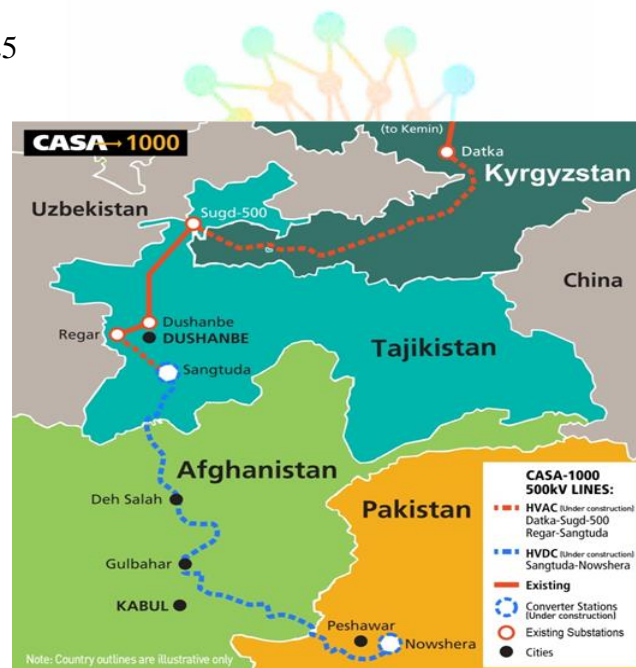 5
CASA→1000
(to Kemin)
Datka
Kyrgyzstan
Uzbekistan
Sugd-500
China
Dushanbe
Regar
DUSHANBE
Tajikistan
Sangtuda
Afghanistan
Deh Salah
Pakistan
Gulbahar
KABUL
Peshawar
Nowshera
CASA-1000
500kV LINES:
HVAC (Under construction)
Datka-Sugd-500
Regar-Sangtuda
HVDC (Under construction)
Sangtuda-Nowshera
Existing
Converter Stations
(Under construction)
Existing Substations
Cities
Note: Country outlines are illustrative only